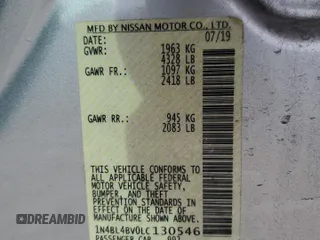 MFD BY NISSAN MOTOR CO., LTD.
DATE: 07/19
GVWR: 1963 KG
4328 LB
GAWR FR.: 1097 KG
2418 LB
GAWR RR.: 945 KG
2083 LB
THIS VEHICLE CONFORMS TO
ALL APPLICABLE FEDERAL
MOTOR VEHICLE SAFETY,
BUMPER, AND THEFT
PREVENTION STANDARDS IN
EFFECT ON THE DATE OF
MANUFACTURE SHOWN ABOVE.
1N4BL4BV0LC130546
PASSENGER CAR
DREAMBID